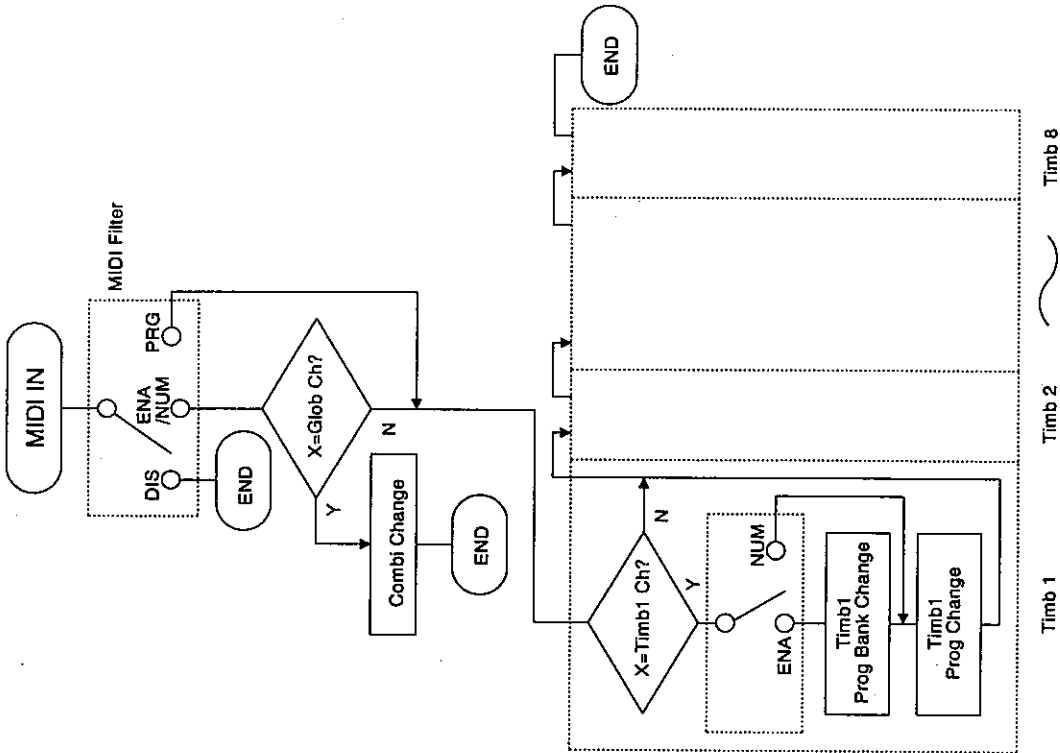 MIDI IN
MIDI Filter
DIS
ENA
/NUM
PRG
END
X=Glob Ch?
Y
N
Combi Change
END
X=Timb1 Ch?
N
Y
ENA
NUM
Timb1
Prog Bank Change
Timb1
Prog Change
END
Timb 1
Timb 2
Timb 8